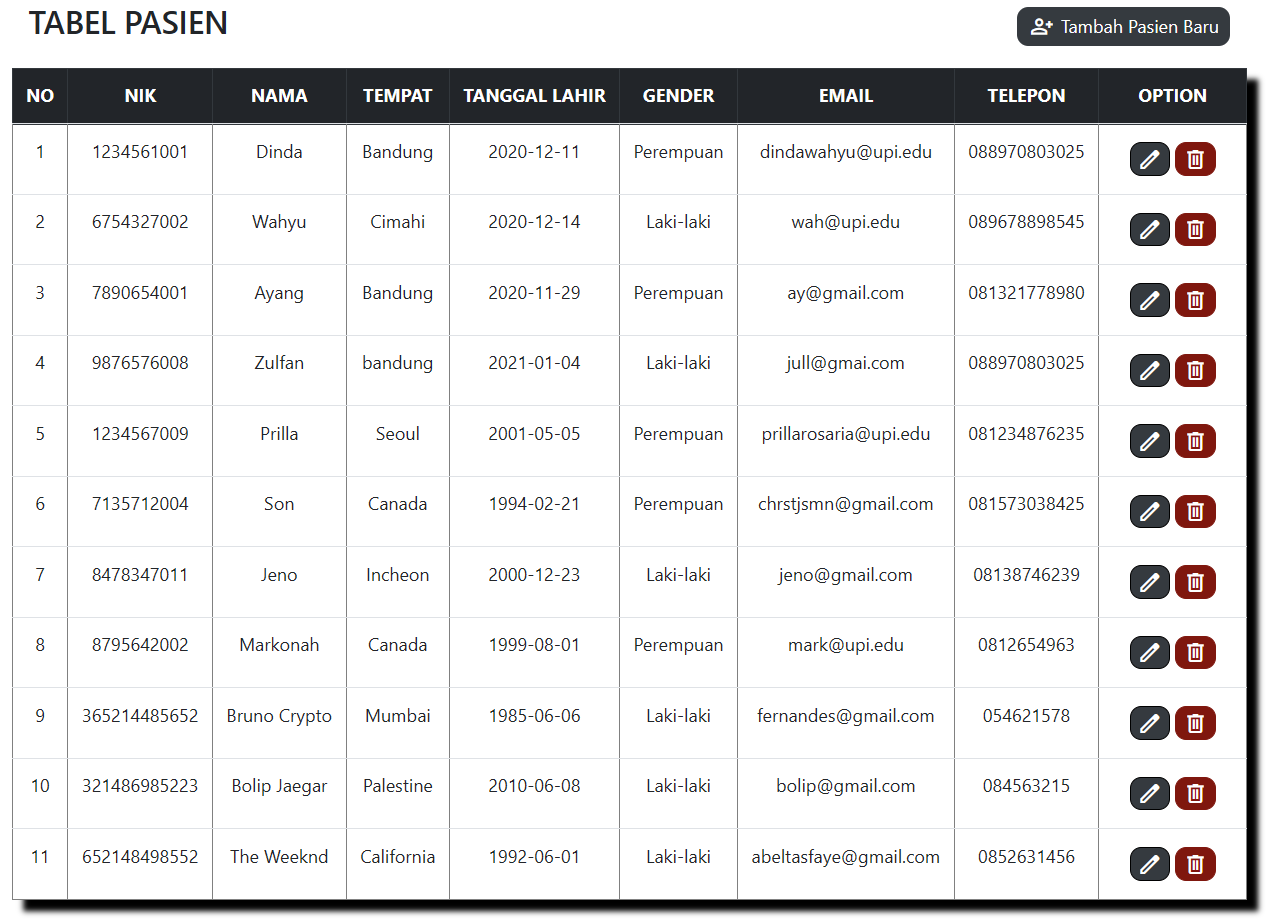 TABEL PASIEN
Tambah Pasien Baru
NO NIK NAMA TEMPAT TANGGAL LAHIR GENDER EMAIL TELEPON OPTION
1 1234561001 Dinda Bandung 2020-12-11 Perempuan dindawahyu@upi.edu 088970803025
2 6754327002 Wahyu Cimahi 2020-12-14 Laki-laki wah@upi.edu 089678898545
3 7890654001 Ayang Bandung 2020-11-29 Perempuan ay@gmail.com 081321778980
4 9876576008 Zulfan bandung 2021-01-04 Laki-laki jull@gmai.com 088970803025
5 1234567009 Prilla Seoul 2001-05-05 Perempuan prillarosaria@upi.edu 081234876235
6 7135712004 Son Canada 1994-02-21 Perempuan chrstjsmn@gmail.com 081573038425
7 8478347011 Jeno Incheon 2000-12-23 Laki-laki jeno@gmail.com 08138746239
8 8795642002 Markonah Canada 1999-08-01 Perempuan mark@upi.edu 0812654963
9 365214485652 Bruno Crypto Mumbai 1985-06-06 Laki-laki fernandes@gmail.com 054621578
10 321486985223 Bolip Jaegar Palestine 2010-06-08 Laki-laki bolip@gmail.com 084563215
11 652148498552 The Weeknd California 1992-06-01 Laki-laki abeltasfaye@gmail.com 0852631456